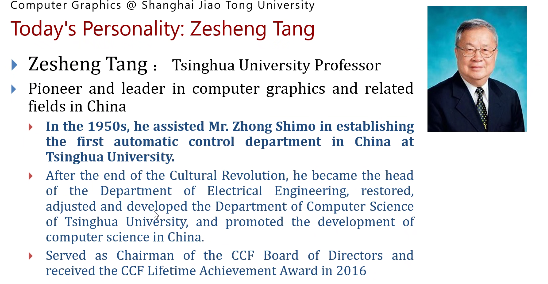 Computer Graphics @ Shanghai Jiao Tong University
Today's Personality: Zesheng Tang
Zesheng Tang： Tsinghua University Professor
Pioneer and leader in computer graphics and related
fields in China
In the 1950s, he assisted Mr. Zhong Shimo in establishing
the first automatic control department in China at
Tsinghua University.
After the end of the Cultural Revolution, he became the head
of the Department of Electrical Engineering, restored,
adjusted and developed the Department of Computer Science
of Tsinghua University, and promoted the development of
computer science in China.
Served as Chairman of the CCF Board of Directors and
received the CCF Lifetime Achievement Award in 2016